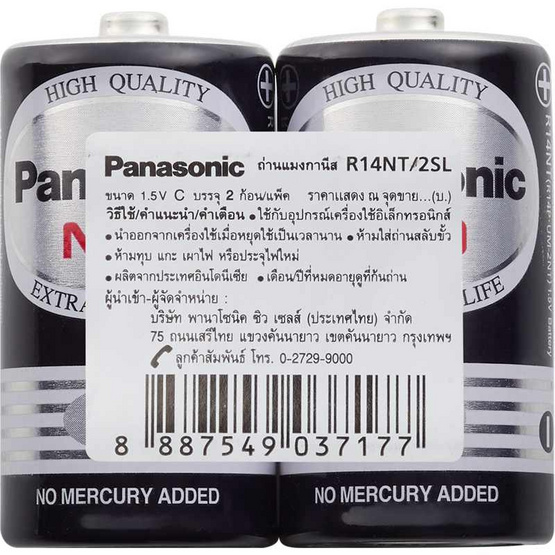 HIGH QUALITY
HIGH QUALITY
Panasonic ถ่านแมงกานีส R14NT/2SL
ขนาด 1.5V C บรรจุ 2 ก้อน/แพ็ค ราคาแสดง ณ จุดขาย...(บ.)
วิธีใช้/คำแนะนำ/คำเตือน • ใช้กับอุปกรณ์เครื่องใช้อิเล็กทรอนิกส์
• นำออกจากเครื่องใช้เมื่อหยุดใช้เป็นเวลานาน • ห้ามใส่ถ่านสลับขั้ว
• ห้ามทุบ แกะ เผาไฟ หรือประจุไฟใหม่
• ผลิตจากประเทศอินโดนีเซีย • เดือน/ปีที่หมดอายุดูที่ก้นถ่าน
ผู้นำเข้า-ผู้จัดจำหน่าย :
บริษัท พานาโซนิค ซิว เซลส์ (ประเทศไทย) จำกัด
75 ถนนเสรีไทย แขวงคันนายาว เขตคันนายาว กรุงเทพฯ
ลูกค้าสัมพันธ์ โทร. 0-2729-9000
8 887549 037177
Pan
nic
N
EXTRA
LIFE
NO MERCURY ADDED
NO MERCURY ADDED